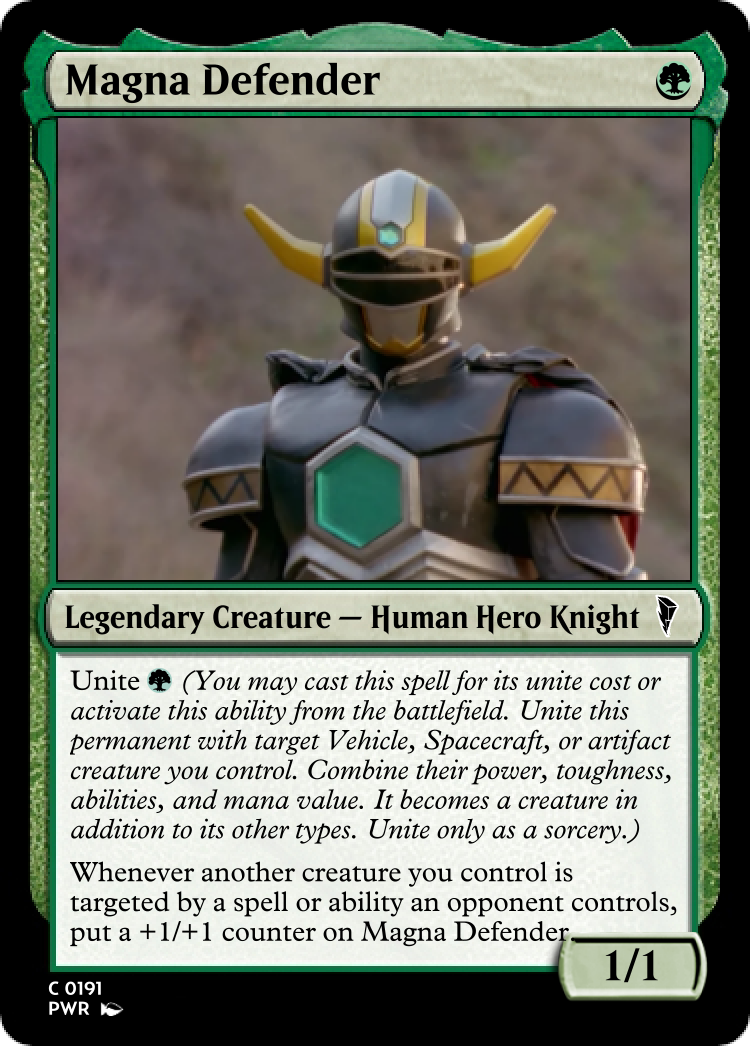 Magna Defender
Legendary Creature — Human Hero Knight
Unite (You may cast this spell for its unite cost or
activate this ability from the battlefield. Unite this
permanent with target Vehicle, Spacecraft, or artifact
creature you control. Combine their power, toughness,
abilities, and mana value. It becomes a creature in
addition to its other types. Unite only as a sorcery.)
Whenever another creature you control is
targeted by a spell or ability an opponent controls,
put a +1/+1 counter on Magna Defender.
1/1
C 0191
PWR